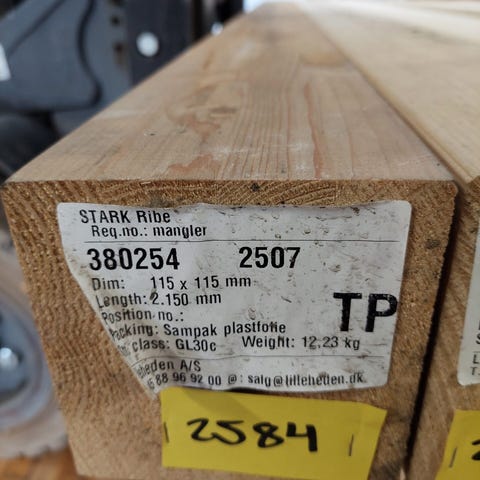 STARK Ribe
Req.no.: mangler
380254 2507
Dim: 115 x 115 mm
Length: 2.150 mm
Position no.:
TP
Packing: Sampak plastfolie
class: GL30c Weight: 12,23 kg
eheden A/S
88 96 92 00 @: salg@lilleheden.dk
2584